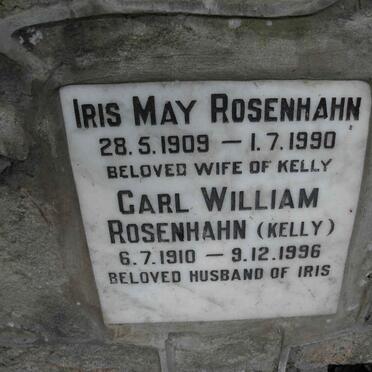 IRIS MAY ROSENHAHN
28.5.1909 — 1.7.1990
BELOVED WIFE OF KELLY
CARL WILLIAM
ROSENHAHN (KELLY)
6.7.1910 — 9.12.1996
BELOVED HUSBAND OF IRIS